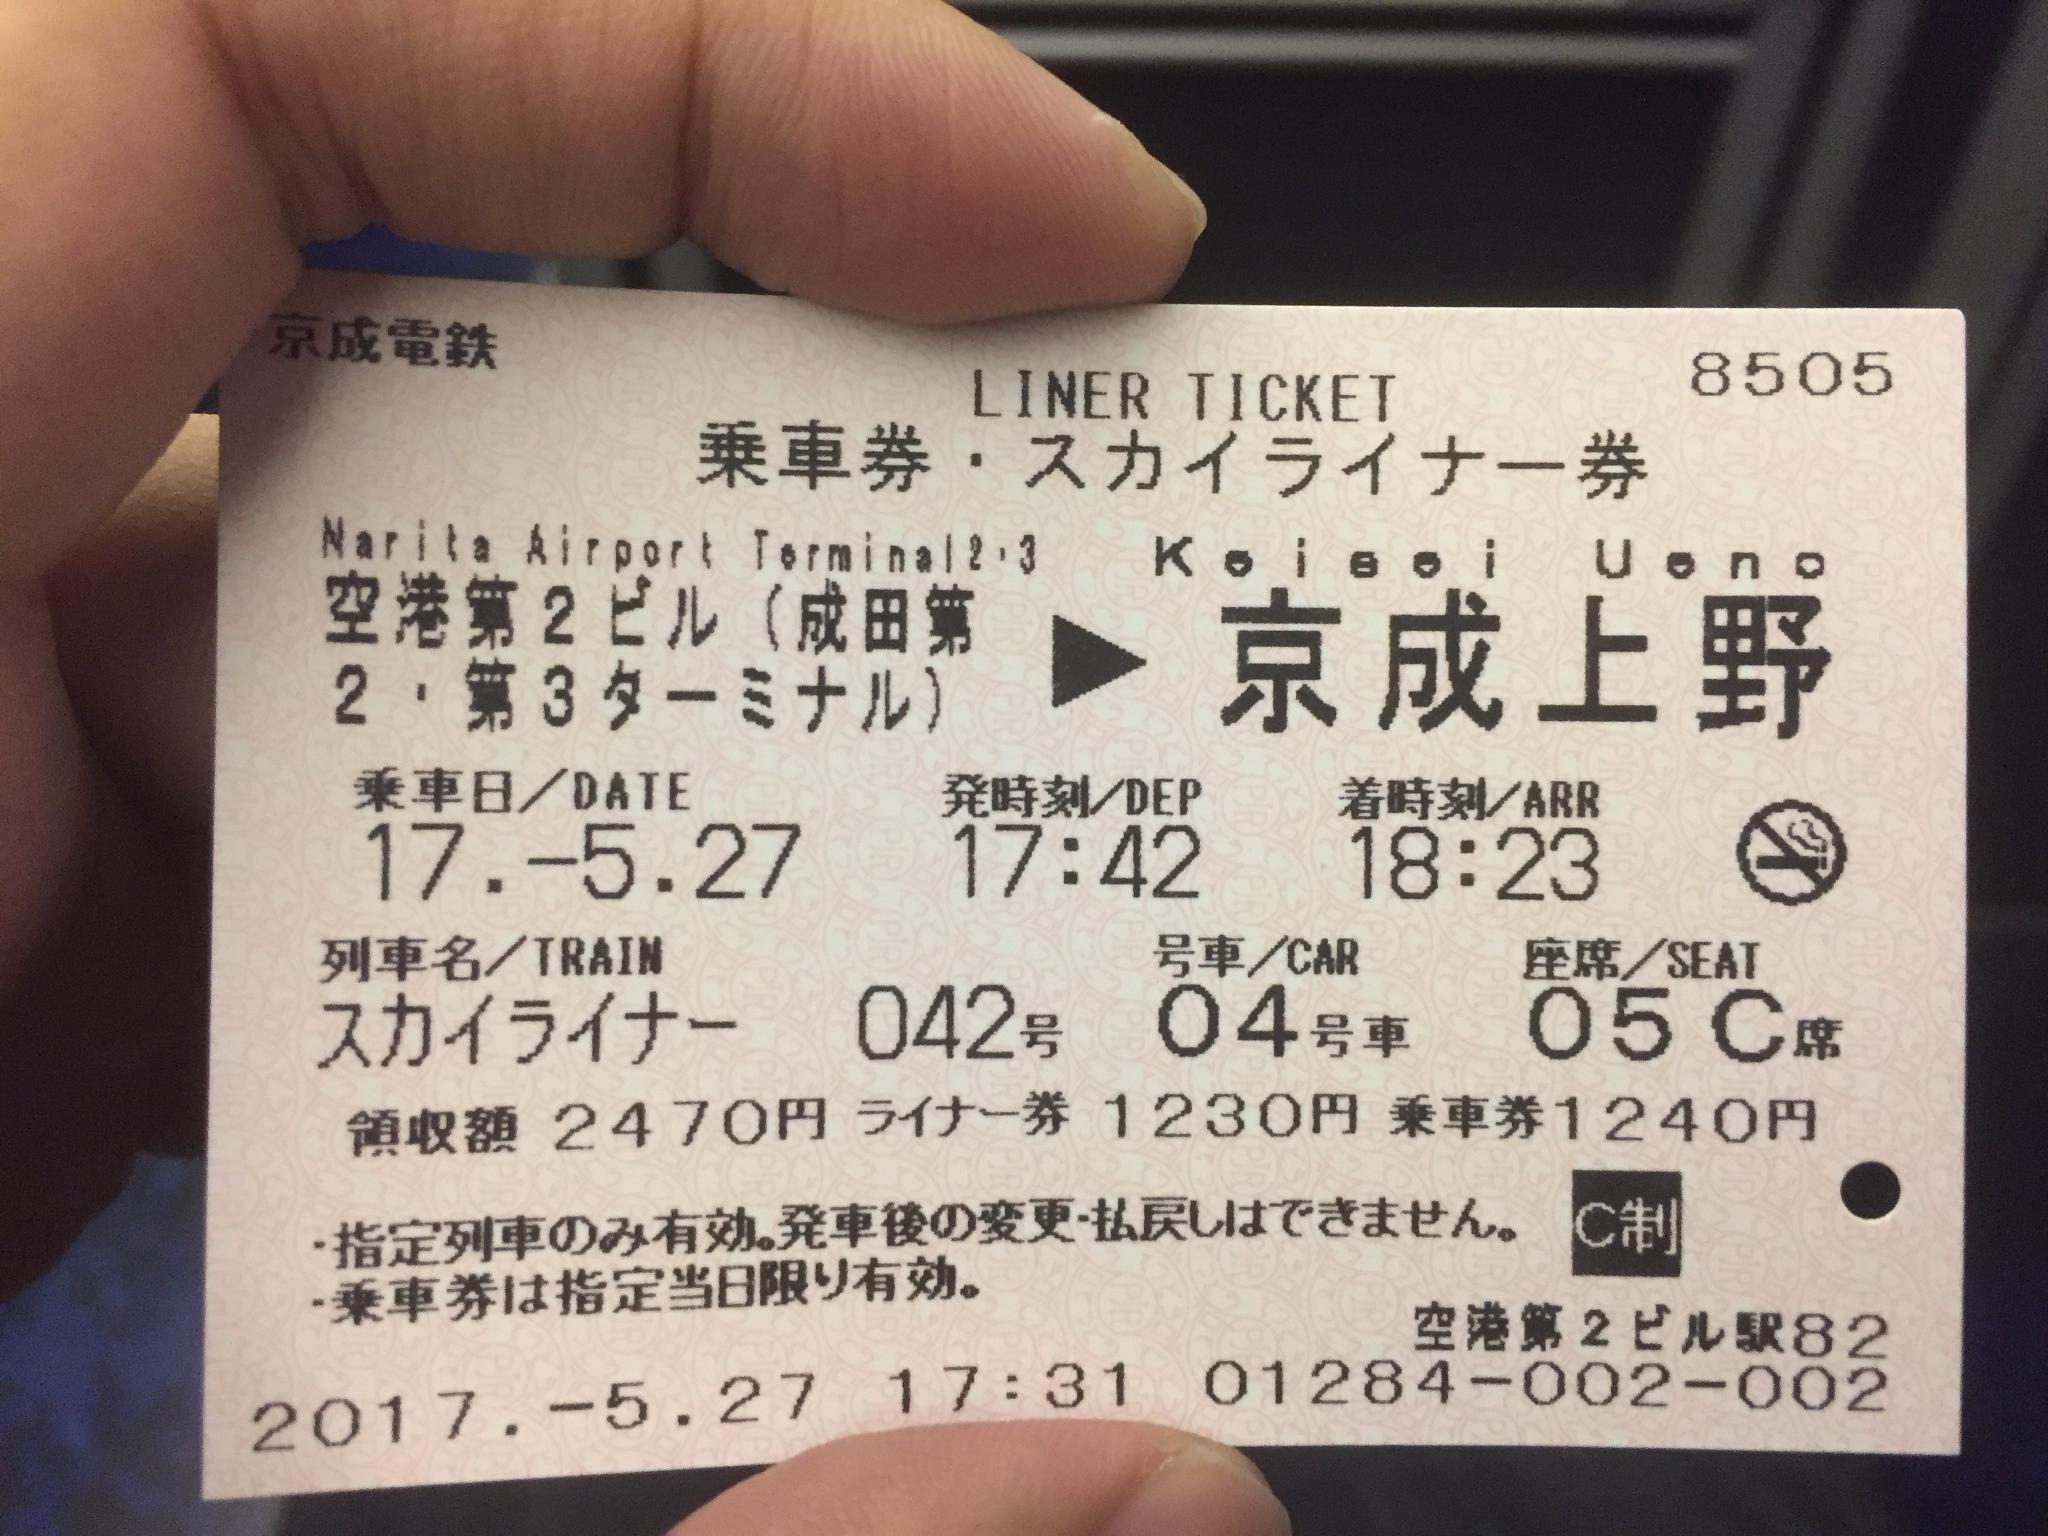 京成電鉄
8505
LINER TICKET
乗車券・スカイライナー券
Narita Airport Terminal2・3
Keisei Ueno
空港第2ビル(成田第
2・第3ターミナル)
▶
京成上野
乗車日/DATE 発時刻/DEP 着時刻/ARR
17.-5.27 17:42 18:23
列車名/TRAIN 号車/CAR 座席/SEAT
スカイライナー 042号 04号車 05 C席
領収額 2470円 ライナー券 1230円 乗車券1240円
・指定列車のみ有効。発車後の変更・払戻しはできません。 C制
・乗車券は指定当日限り有効。
空港第2ビル駅82
2017.-5.27 17:31 01284-002-002